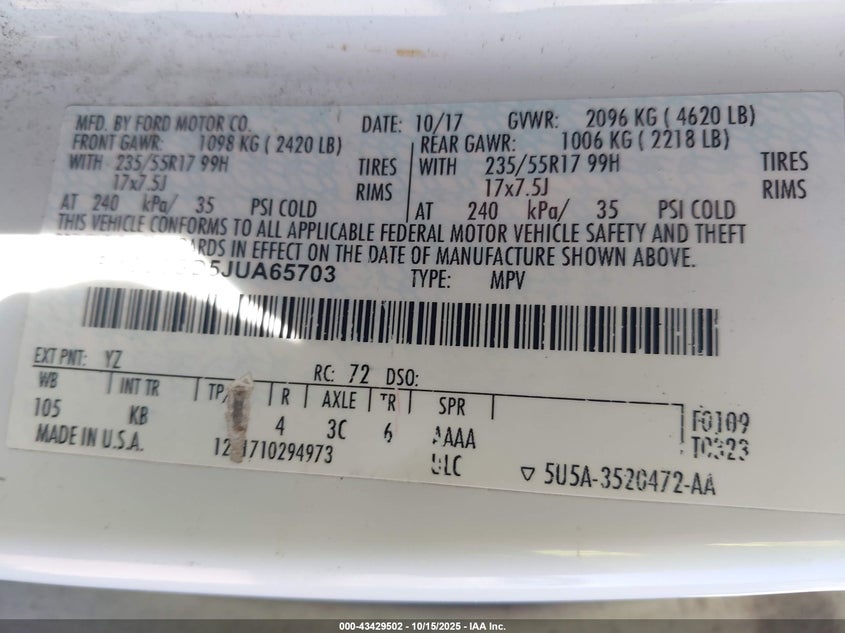 MFD. BY FORD MOTOR CO. DATE: 10/17 GVWR: 2096 KG ( 4620 LB)
FRONT GAWR: 1098 KG ( 2420 LB) REAR GAWR: 1006 KG ( 2218 LB)
WITH 235/55R17 99H TIRES WITH 235/55R17 99H TIRES
17x7.5J RIMS 17x7.5J RIMS
AT 240 kPa/ 35 PSI COLD AT 240 kPa/ 35 PSI COLD
THIS VEHICLE CONFORMS TO ALL APPLICABLE FEDERAL MOTOR VEHICLE SAFETY AND THEFT
IN EFFECT ON THE DATE OF MANUFACTURE SHOWN ABOVE.
5JUA65703 TYPE: MPV
EXT PNT: YZ RC: 72 DSO:
WB INT TR R AXLE TR SPR
105 KB 4 3C 6 AAAA F0109
MADE IN U.S.A. 1710294973 T0323
5U5A-3520472-AA
000-43429502 - 10/15/2025 - IAA Inc.